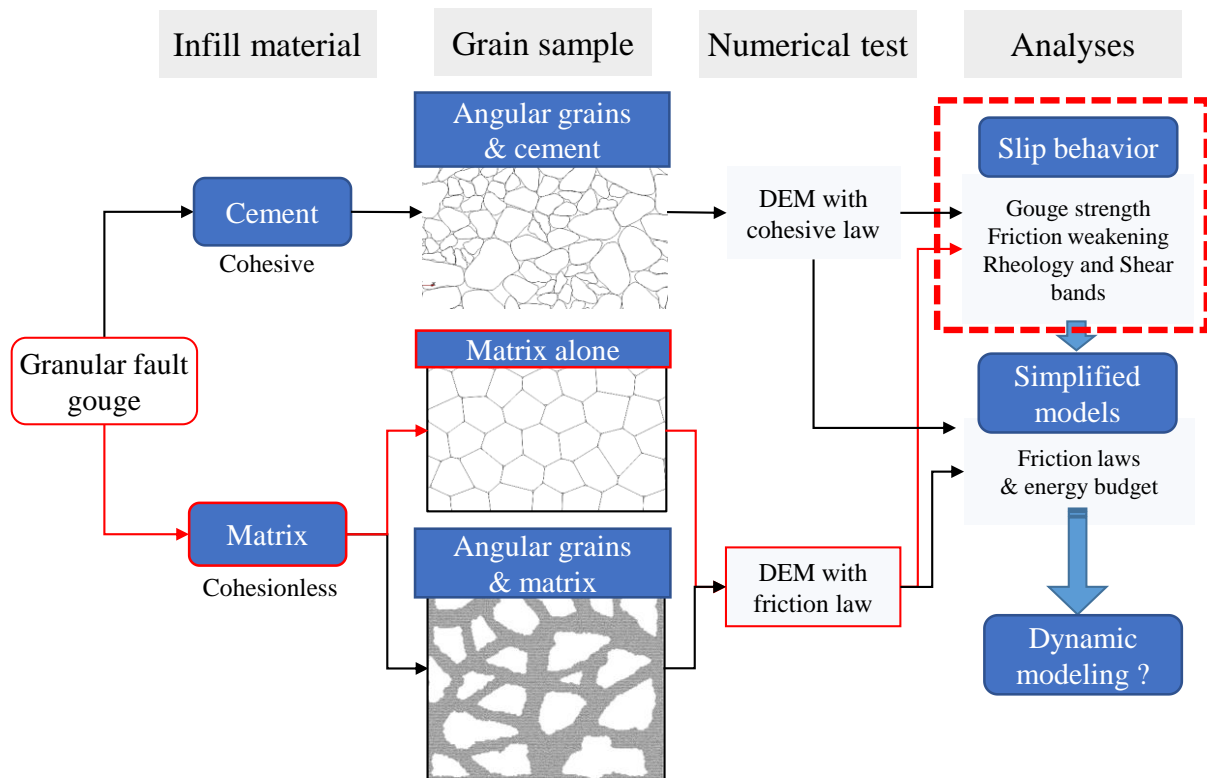 Infill material
Grain sample
Numerical test
Analyses
Angular grains
& cement
Slip behavior
Cement
Cohesive
DEM with
cohesive law
Gouge strength
Friction weakening
Rheology and Shear
bands
Granular fault
gouge
Matrix alone
Simplified
models
Friction laws
& energy budget
Matrix
Cohesionless
Angular grains
& matrix
DEM with
friction law
Dynamic
modeling ?